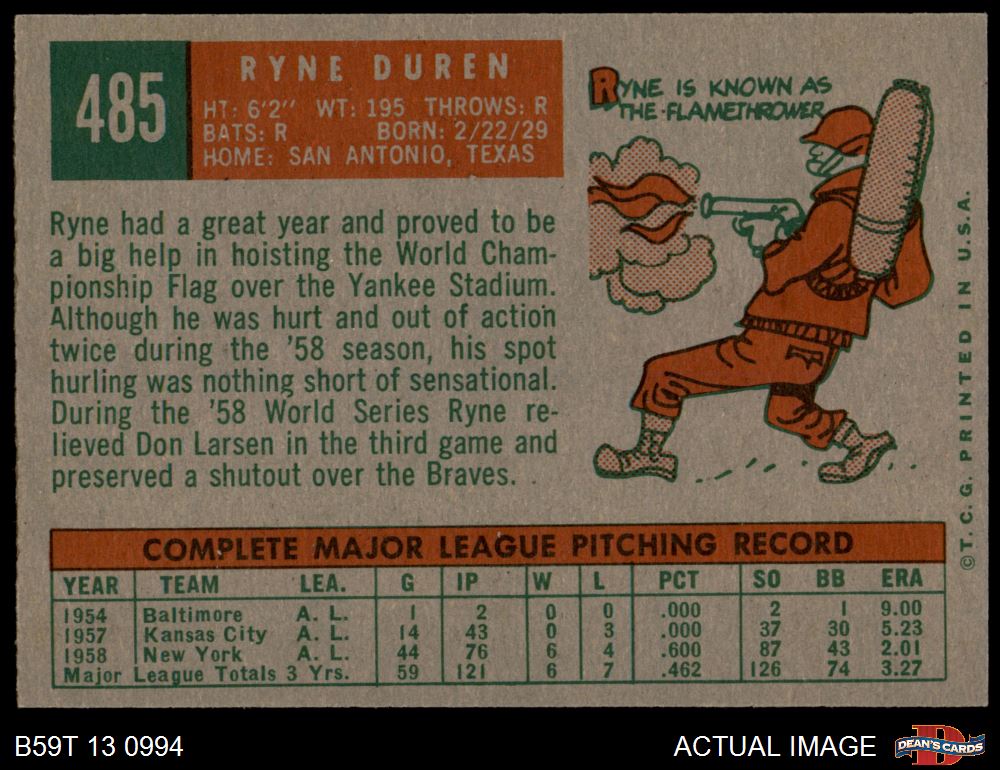 485
RYNE DUREN
HT: 6'2" WT: 195 THROWS: R
BATS: R BORN: 2/22/29
HOME: SAN ANTONIO, TEXAS
RYNE IS KNOWN AS
THE FLAMETHROWER
Ryne had a great year and proved to be
a big help in hoisting the World Cham-
pionship Flag over the Yankee Stadium.
Although he was hurt and out of action
twice during the '58 season, his spot
hurling was nothing short of sensational.
During the '58 World Series Ryne re-
lieved Don Larsen in the third game and
preserved a shutout over the Braves.
©T.C.G. PRINTED IN U.S.A.
COMPLETE MAJOR LEAGUE PITCHING RECORD
YEAR TEAM LEA. G IP W L PCT SO BB ERA
1954 Baltimore A. L. 1 2 0 0 .000 2 1 9.00
1957 Kansas City A. L. 14 43 0 3 .000 37 30 5.23
1958 New York A. L. 44 76 6 4 .600 87 43 2.01
Major League Totals 3 Yrs. 59 121 6 7 .462 126 74 3.27
B59T 13 0994
ACTUAL IMAGE
D
DEAN'S CARDS